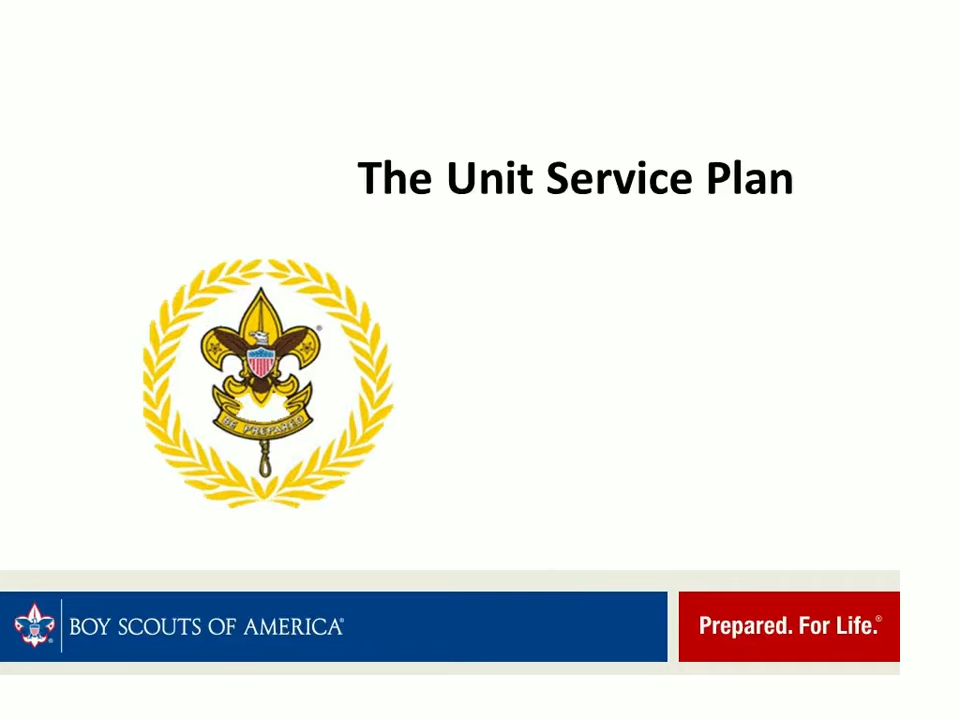 The Unit Service Plan
BE PREPARED
BOY SCOUTS OF AMERICA®
Prepared. For Life.®